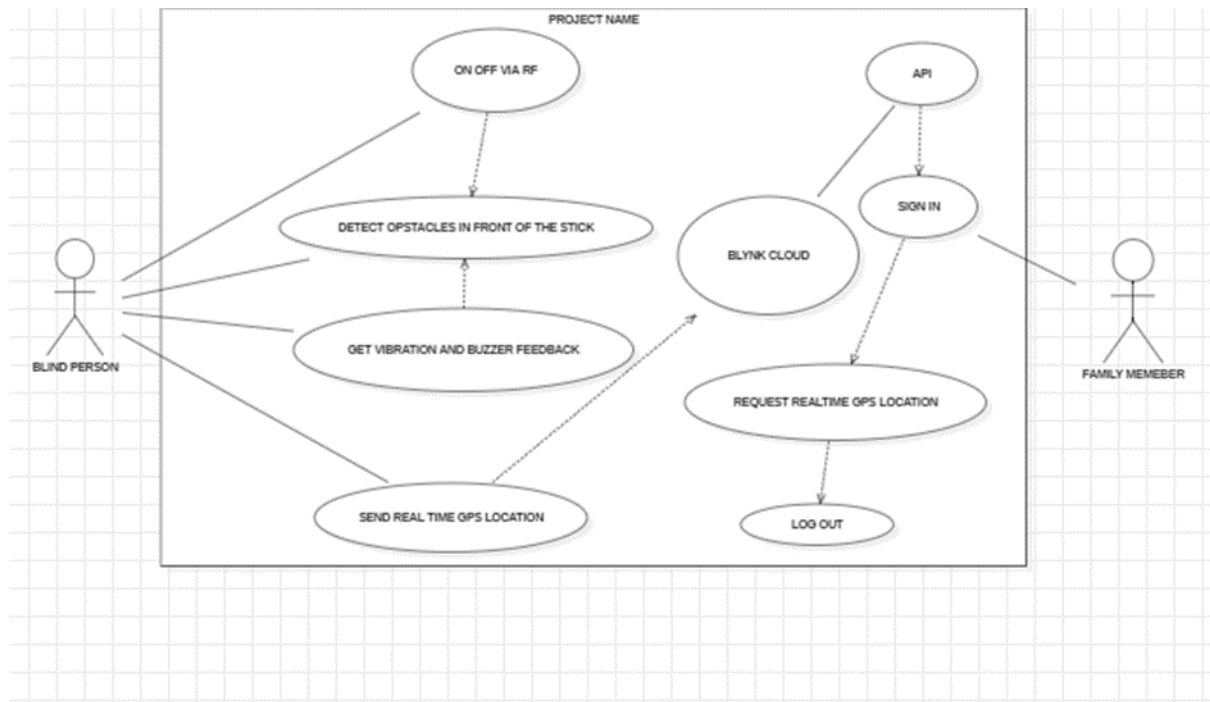 PROJECT NAME
ON OFF VIA RF
API
SIGN IN
DETECT OPSTACLES IN FRONT OF THE STICK
BLYNK CLOUD
GET VIBRATION AND BUZZER FEEDBACK
BLIND PERSON
FAMILY MEMEBER
REQUEST REALTIME GPS LOCATION
SEND REAL TIME GPS LOCATION
LOG OUT